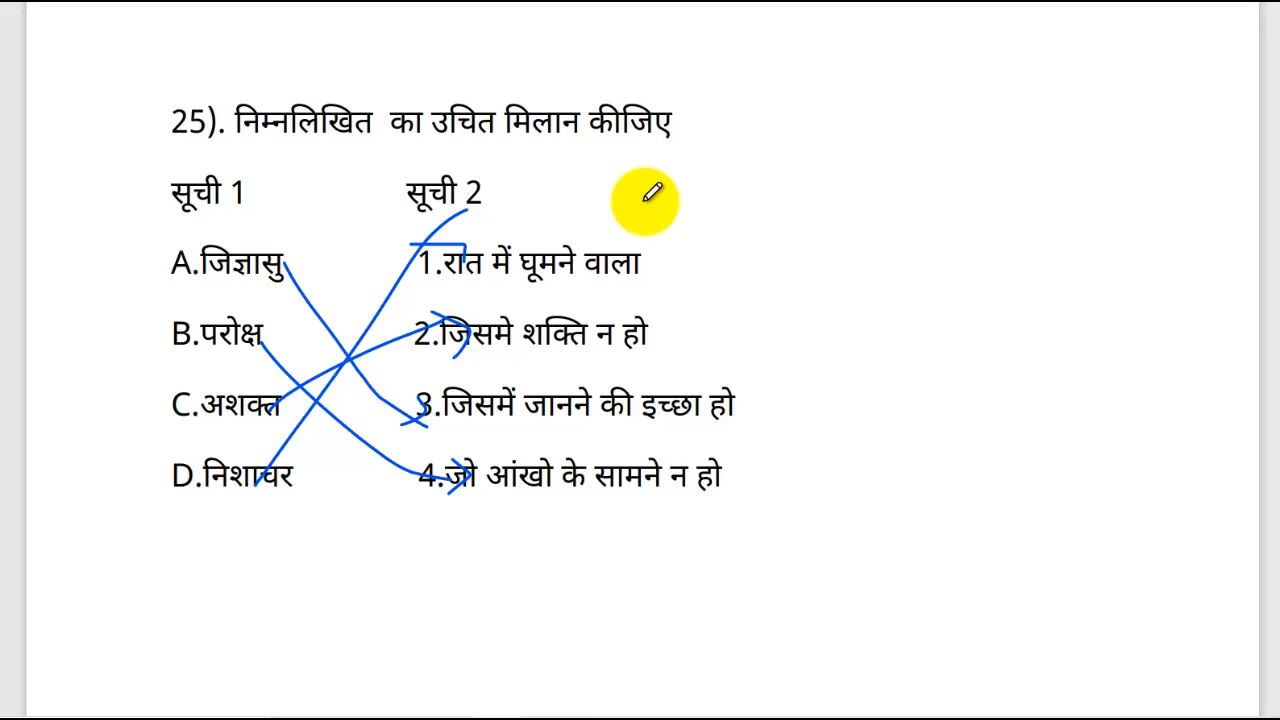 25). निम्नलिखित का उचित मिलान कीजिए
सूची 1 सूची 2
A.जिज्ञासु 1.रात में घूमने वाला
B.परोक्ष 2.जिसमे शक्ति न हो
C.अशक्त 3.जिसमें जानने की इच्छा हो
D.निशाचर 4.जो आंखो के सामने न हो